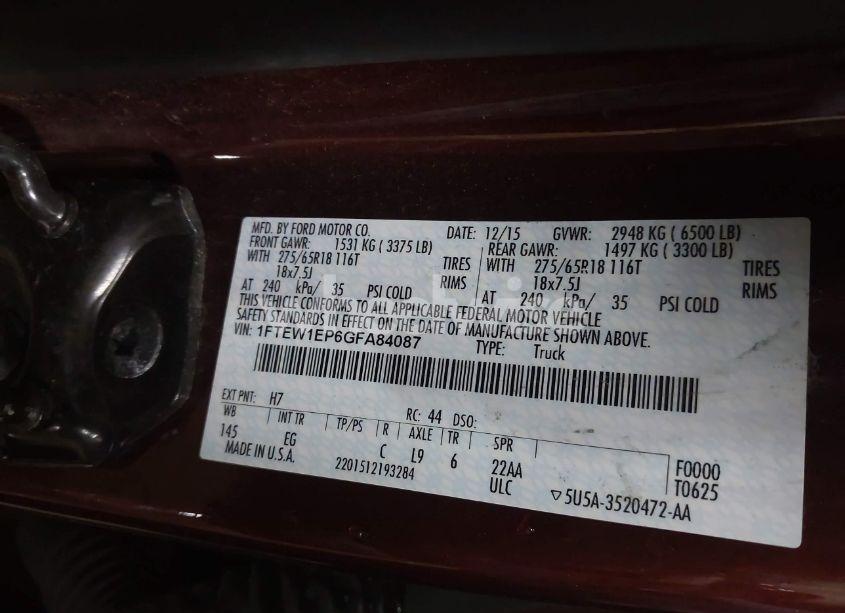 MFD. BY FORD MOTOR CO. DATE: 12/15 GVWR: 2948 KG ( 6500 LB)
FRONT GAWR: 1531 KG ( 3375 LB) REAR GAWR: 1497 KG ( 3300 LB)
WITH 275/65R18 116T TIRES WITH 275/65R18 116T TIRES
18x7.5J RIMS 18x7.5J RIMS
AT 240 kPa/ 35 PSI COLD AT 240 kPa/ 35 PSI COLD
THIS VEHICLE CONFORMS TO ALL APPLICABLE FEDERAL MOTOR VEHICLE
SAFETY STANDARDS IN EFFECT ON THE DATE OF MANUFACTURE SHOWN ABOVE.
VIN: 1FTEW1EP6GFA84087 TYPE: Truck
EXT PNT: H7 RC: 44 DSO:
WB INT TR TP/PS R AXLE TR SPR
145 EG C L9 6 22AA F0000
MADE IN U.S.A. 2201512193284 ULC T0625
▽5U5A-3520472-AA